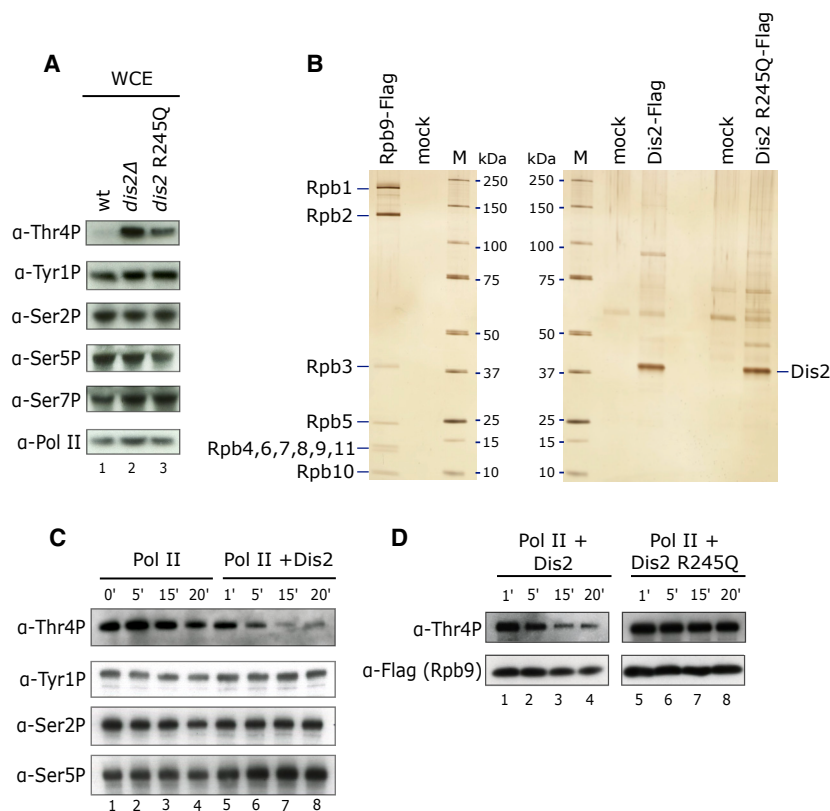 A
WCE
wt
dis2Δ
dis2 R245Q
α-Thr4P
α-Tyr1P
α-Ser2P
α-Ser5P
α-Ser7P
α-Pol II
1 2 3
B
Rpb9-Flag mock M kDa M mock Dis2-Flag mock Dis2 R245Q-Flag
kDa
Rpb1
Rpb2
Rpb3
Rpb5
Rpb4,6,7,8,9,11
Rpb10
250
150
100
75
50
37
25
15
10
250
150
100
75
50
37
25
15
10
Dis2
C
Pol II Pol II +Dis2
0' 5' 15' 20' 1' 5' 15' 20'
α-Thr4P
α-Tyr1P
α-Ser2P
α-Ser5P
1 2 3 4 5 6 7 8
D
Pol II +
Dis2
Pol II +
Dis2 R245Q
1' 5' 15' 20' 1' 5' 15' 20'
α-Thr4P
α-Flag (Rpb9)
1 2 3 4 5 6 7 8